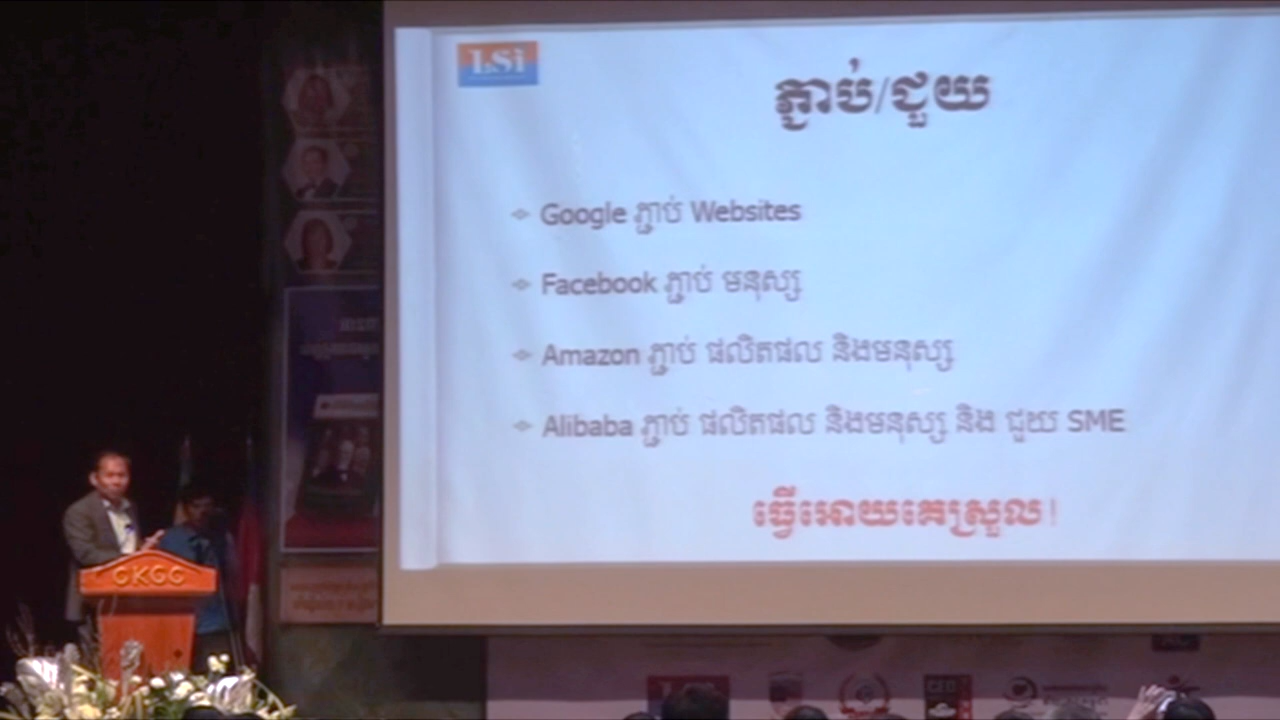 LSI
ភ្ជាប់/ជួយ
Google ភ្ជាប់ Websites
Facebook ភ្ជាប់ មនុស្ស
Amazon ភ្ជាប់ ផលិតផល និងមនុស្ស
Alibaba ភ្ជាប់ ផលិតផល និងមនុស្ស និង ជួយ SME
ធ្វើអោយគេស្រួល!
CKCC